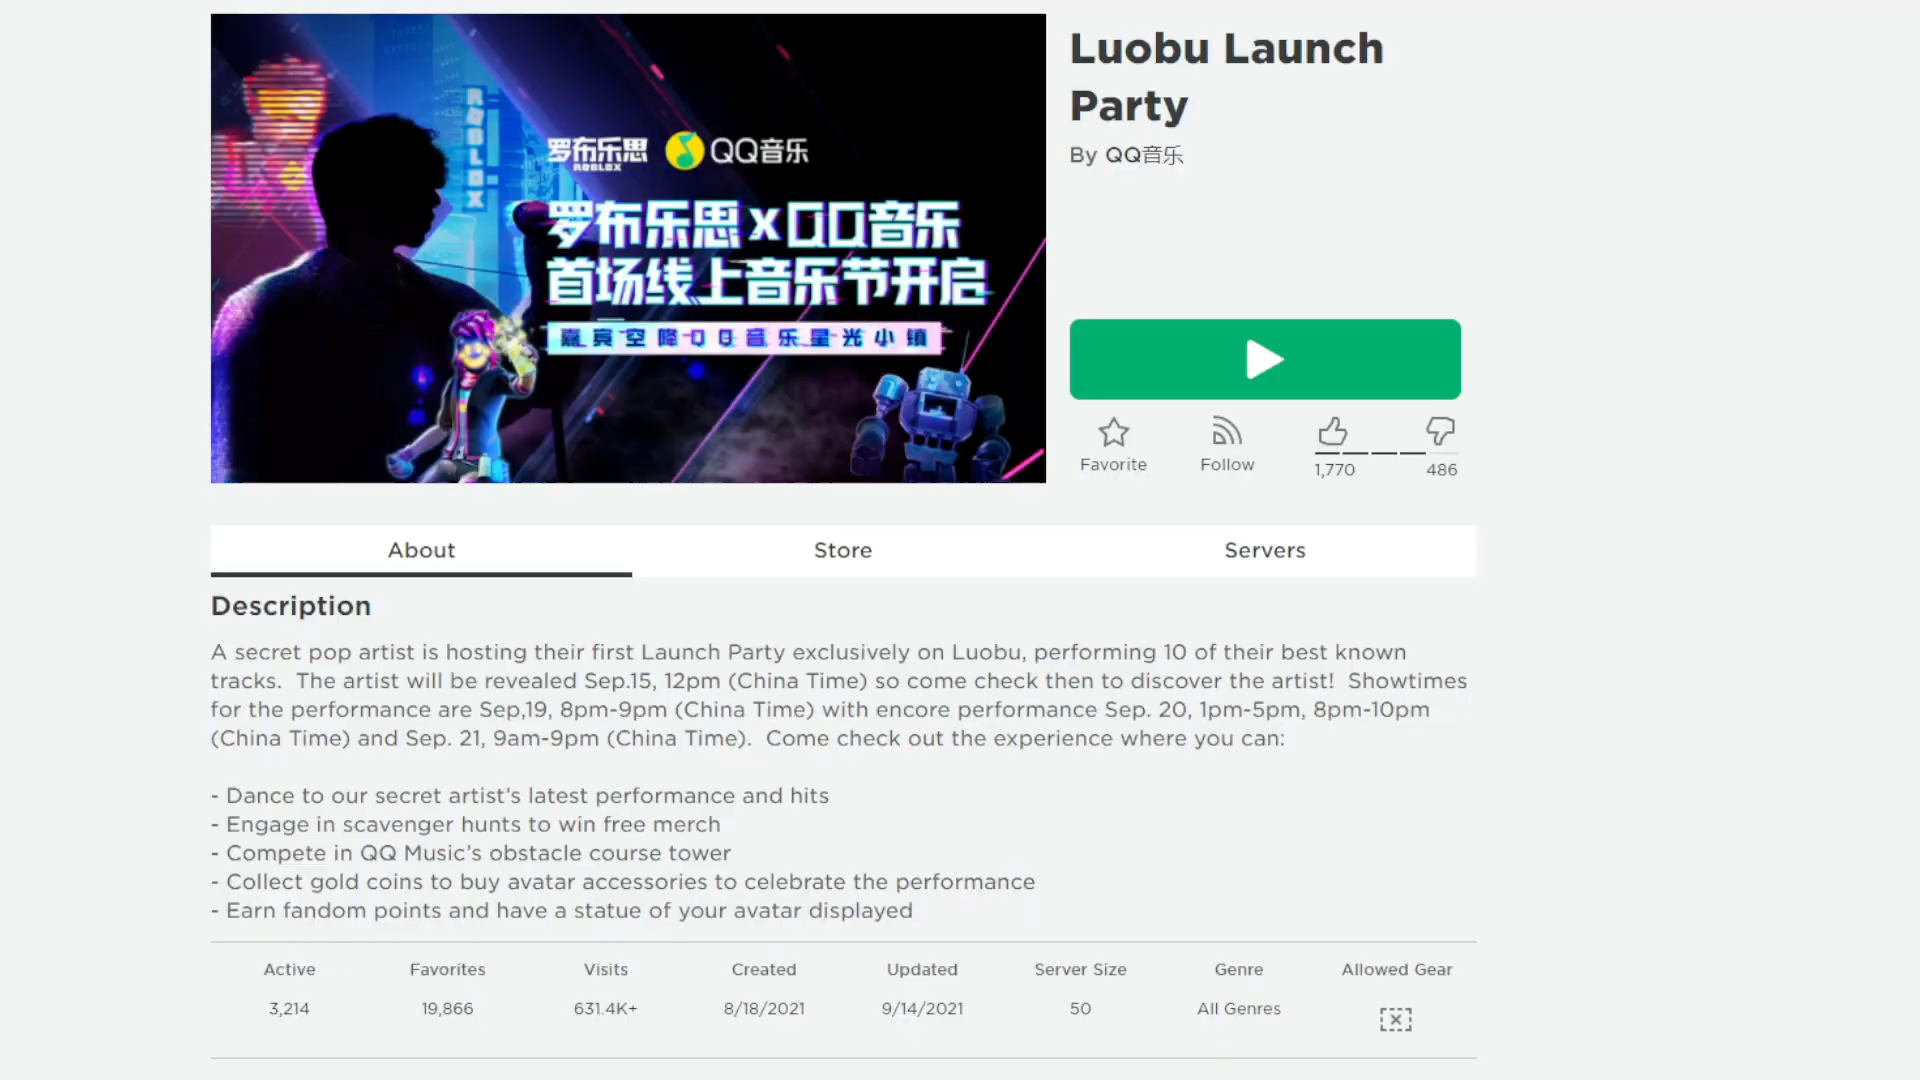 罗布乐思 QQ音乐
ROBLOX
ROBLOX
罗布乐思 X QQ音乐
首场线上音乐节开启
嘉宾空降QQ音乐星光小镇
Luobu Launch
Party
By QQ音乐
Favorite
Follow
1,770
486
About
Store
Servers
Description
A secret pop artist is hosting their first Launch Party exclusively on Luobu, performing 10 of their best known
tracks.  The artist will be revealed Sep.15, 12pm (China Time) so come check then to discover the artist!  Showtimes
for the performance are Sep,19, 8pm-9pm (China Time) with encore performance Sep. 20, 1pm-5pm, 8pm-10pm
(China Time) and Sep. 21, 9am-9pm (China Time).  Come check out the experience where you can:
- Dance to our secret artist’s latest performance and hits
- Engage in scavenger hunts to win free merch
- Compete in QQ Music’s obstacle course tower
- Collect gold coins to buy avatar accessories to celebrate the performance
- Earn fandom points and have a statue of your avatar displayed
Active Favorites Visits Created Updated Server Size Genre Allowed Gear
3,214 19,866 631.4K+ 8/18/2021 9/14/2021 50 All Genres